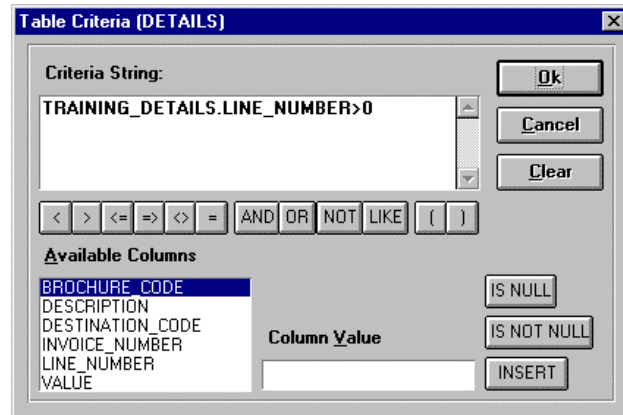 Table Criteria (DETAILS)
Criteria String:
TRAINING_DETAILS.LINE_NUMBER>0
Ok
Cancel
Clear
< > <= => <> = AND OR NOT LIKE ( )
Available Columns
BROCHURE_CODE
DESCRIPTION
DESTINATION_CODE
INVOICE_NUMBER
LINE_NUMBER
VALUE
Column Value
IS NULL
IS NOT NULL
INSERT